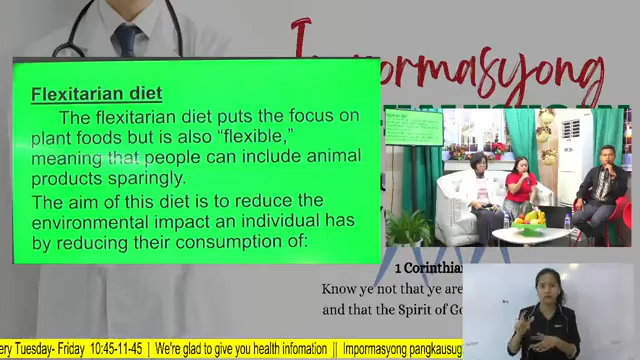 Impormasyong
Flexitarian diet
The flexitarian diet puts the focus on
plant foods but is also “flexible,”
meaning that people can include animal
products sparingly.
The aim of this diet is to reduce the
environmental impact an individual has
by reducing their consumption of:
1 Corinthian
Know ye not that ye are
and that the Spirit of Go
ery Tuesday- Friday 10:45-11-45 | We're glad to give you health infomation || Impormasyong pangkausug